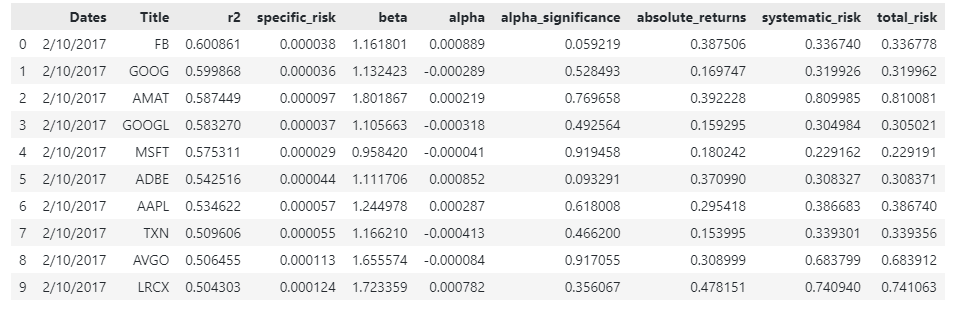 Dates Title r2 specific_risk beta alpha alpha_significance absolute_returns systematic_risk total_risk
0 2/10/2017 FB 0.600861 0.000038 1.161801 0.000889 0.059219 0.387506 0.336740 0.336778
1 2/10/2017 GOOG 0.599868 0.000036 1.132423 -0.000289 0.528493 0.169747 0.319926 0.319962
2 2/10/2017 AMAT 0.587449 0.000097 1.801867 0.000219 0.769658 0.392228 0.809985 0.810081
3 2/10/2017 GOOGL 0.583270 0.000037 1.105663 -0.000318 0.492564 0.159295 0.304984 0.305021
4 2/10/2017 MSFT 0.575311 0.000029 0.958420 -0.000041 0.919458 0.180242 0.229162 0.229191
5 2/10/2017 ADBE 0.542516 0.000044 1.111706 0.000852 0.093291 0.370990 0.308327 0.308371
6 2/10/2017 AAPL 0.534622 0.000057 1.244978 0.000287 0.618008 0.295418 0.386683 0.386740
7 2/10/2017 TXN 0.509606 0.000055 1.166210 -0.000413 0.466200 0.153995 0.339301 0.339356
8 2/10/2017 AVGO 0.506455 0.000113 1.655574 -0.000084 0.917055 0.308999 0.683799 0.683912
9 2/10/2017 LRCX 0.504303 0.000124 1.723359 0.000782 0.356067 0.478151 0.740940 0.741063